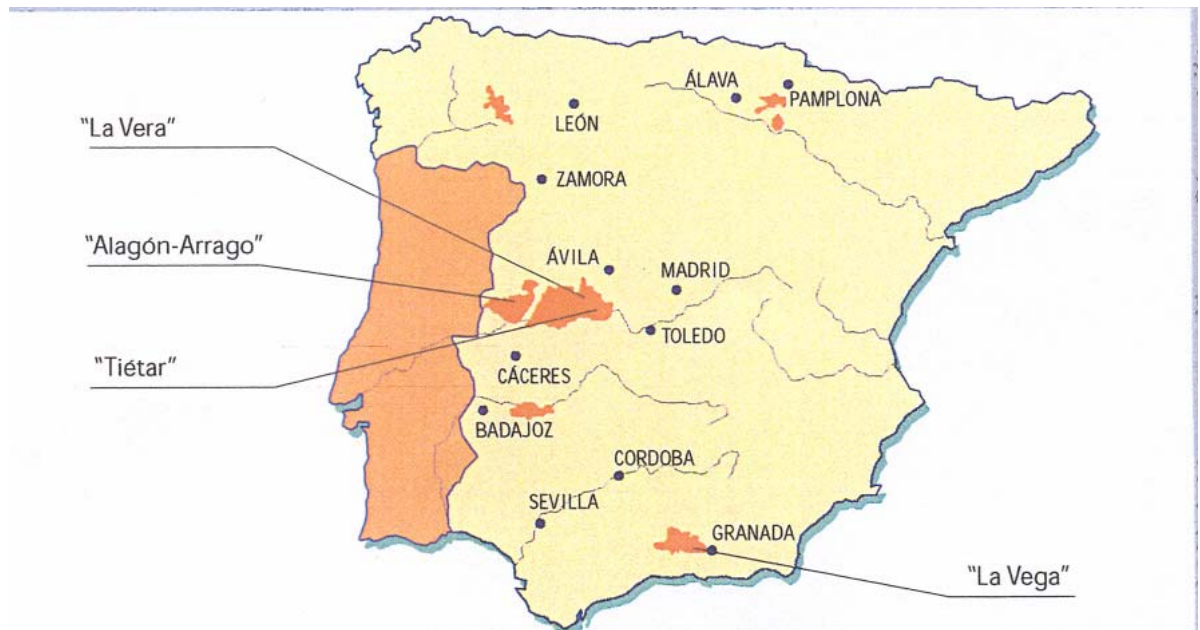 ÁLAVA
PAMPLONA
LEÓN
"La Vera"
ZAMORA
"Alagón-Arrago"
ÁVILA
MADRID
TOLEDO
"Tiétar"
CÁCERES
BADAJOZ
CORDOBA
SEVILLA
GRANADA
"La Vega"